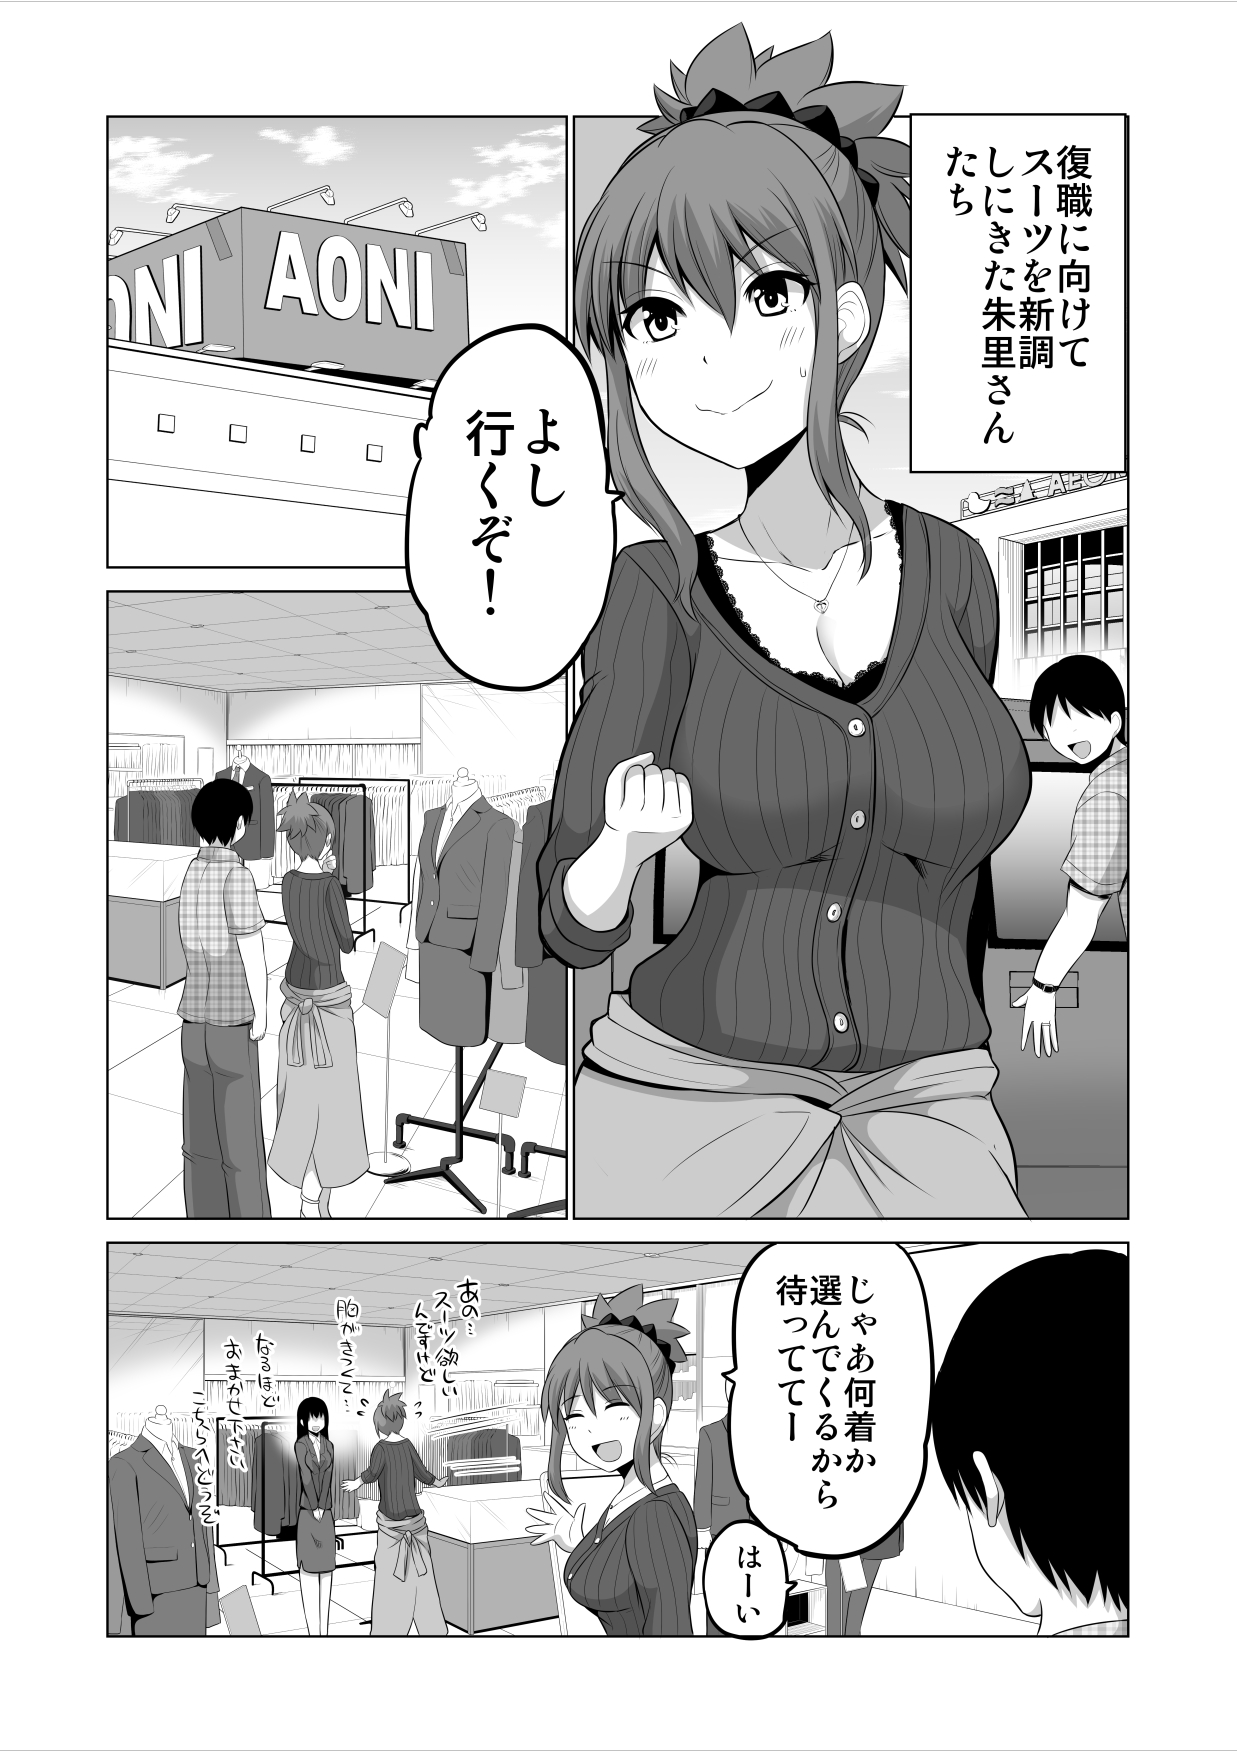 復職に向けて
スーツを新調
しにきた朱里さん
たち
AONI
ONI
よし
行くぞ！
じゃあ何着か
選んでくるから
待っててー
はーい
あの…
スーツ欲しい
んですけど
胸がきつくて…
なるほど
おまかせ下さい
こちらへどうぞ